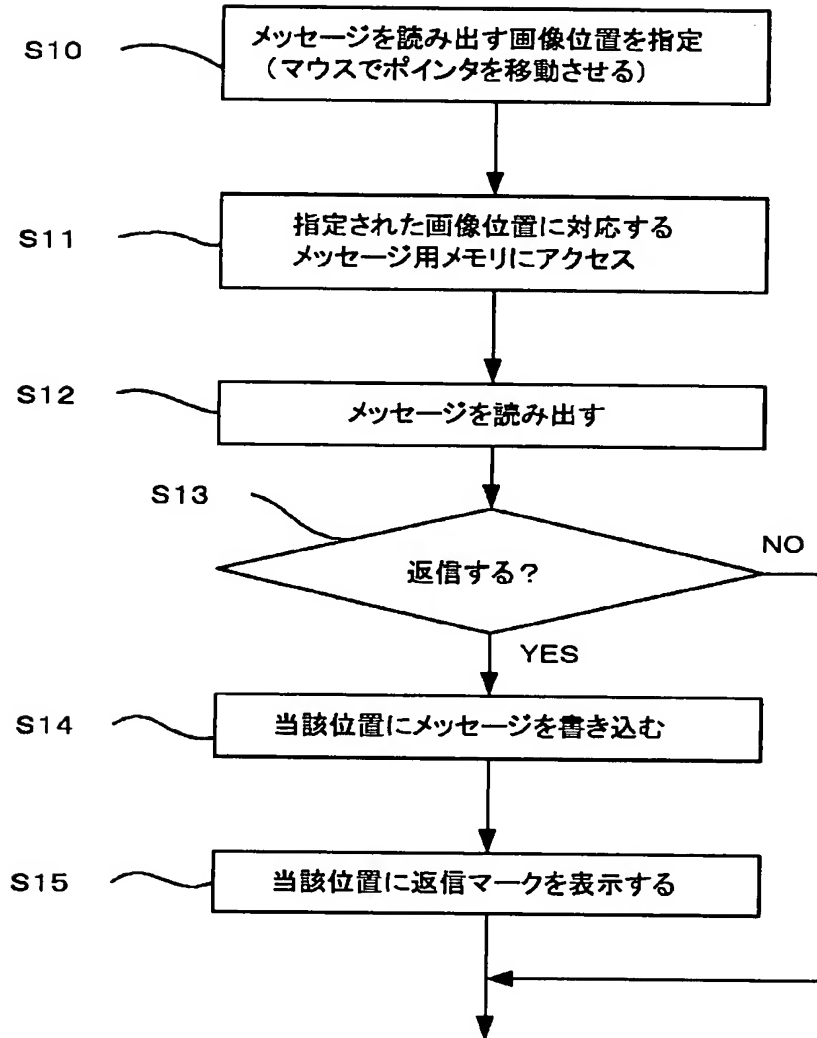 S10
メッセージを読み出す画像位置を指定
（マウスでポインタを移動させる）
S11
指定された画像位置に対応する
メッセージ用メモリにアクセス
S12
メッセージを読み出す
S13
返信する？
NO
YES
S14
当該位置にメッセージを書き込む
S15
当該位置に返信マークを表示する